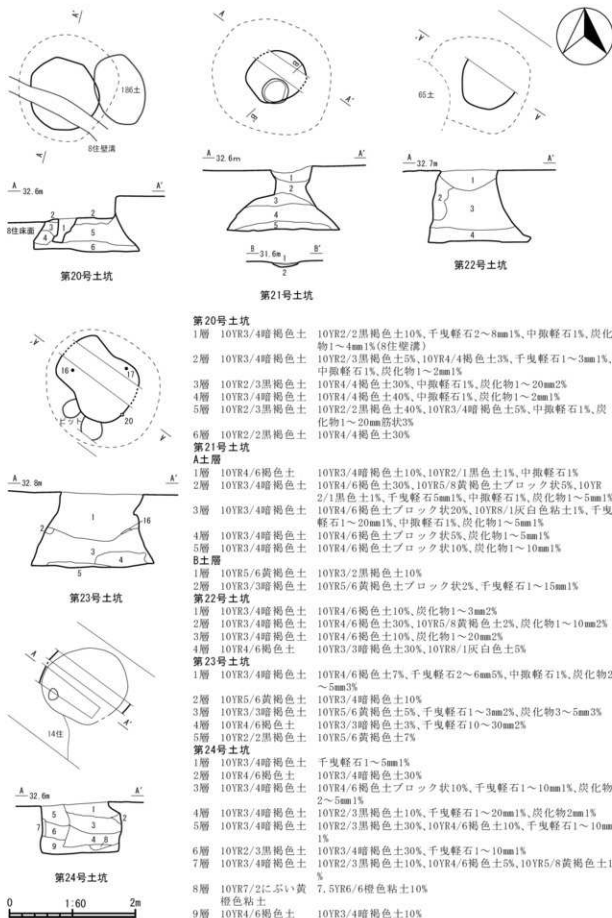 A'
186土
8住壁溝
A
A 32.6m A'
2 2
8住床面 3 1 5
4 6
第20号土坑
A
B
A'
B'
A 32.6m A'
1
2
3
4
5
B 31.6m B'
1
2
第21号土坑
A
65土
A'
A 32.7m A'
1
2 3
4
第22号土坑
A
16 17
20
ピット
A'
A 32.8m A'
1
2 16
3 4
5
第23号土坑
A
A'
14住
A 32.6m A'
1 2
5 3
7 6 4 8
9
第24号土坑
0 1:60 2m
第20号土坑
1層 10YR3/4暗褐色土 10YR2/2黒褐色土10%,千曳軽石2～8mm1%,中掫軽石1%,炭化
物1～4mm1%(8住壁溝)
2層 10YR3/4暗褐色土 10YR2/3黒褐色土5%,10YR4/4褐色土3%,千曳軽石1～3mm1%,
中掫軽石1%,炭化物1～2mm1%
3層 10YR2/3黒褐色土 10YR4/4褐色土30%,中掫軽石1%,炭化物1～20mm2%
4層 10YR3/4暗褐色土 10YR4/4褐色土40%,中掫軽石1%,炭化物1～2mm1%
5層 10YR2/3黒褐色土 10YR2/2黒褐色土40%,10YR3/4暗褐色土5%,中掫軽石1%,炭
化物1～20mm筋状3%
6層 10YR2/2黒褐色土 10YR4/4褐色土30%
第21号土坑
A土層
1層 10YR4/6褐色土 10YR3/4暗褐色土10%,10YR2/1黒色土1%,中掫軽石1%
2層 10YR3/4暗褐色土 10YR4/6褐色土30%,10YR5/8黄褐色土ブロック状5%,10YR
2/1黒色土1%,千曳軽石5mm1%,中掫軽石1%,炭化物1～5mm1%
3層 10YR3/4暗褐色土 10YR4/6褐色土ブロック状20%,10YR8/1灰白色粘土1%,千曳
軽石1～20mm1%,中掫軽石1%,炭化物1～5mm1%
4層 10YR3/4暗褐色土 10YR4/6褐色土ブロック状5%,炭化物1～5mm1%
5層 10YR3/4暗褐色土 10YR4/6褐色土ブロック状10%,炭化物1～10mm1%
B土層
1層 10YR5/6黄褐色土 10YR3/2黒褐色土10%
2層 10YR3/3暗褐色土 10YR5/6黄褐色土ブロック状2%,千曳軽石1～15mm1%
第22号土坑
1層 10YR3/4暗褐色土 10YR4/6褐色土10%,炭化物1～3mm2%
2層 10YR3/4暗褐色土 10YR4/6褐色土30%,10YR5/8黄褐色土2%,炭化物1～10mm2%
3層 10YR3/4暗褐色土 10YR4/6褐色土10%,炭化物1～20mm2%
4層 10YR4/6褐色土 10YR3/3暗褐色土30%,10YR8/1灰白色土5%
第23号土坑
1層 10YR3/4暗褐色土 10YR4/6褐色土7%,千曳軽石2～6mm5%,中掫軽石1%,炭化物2
～5mm3%
2層 10YR5/6黄褐色土 10YR3/4暗褐色土10%
3層 10YR3/3暗褐色土 10YR5/6黄褐色土5%,千曳軽石1～3mm2%,炭化物3～5mm3%
4層 10YR4/6褐色土 10YR3/3暗褐色土3%,千曳軽石10～30mm2%
5層 10YR2/2黒褐色土 10YR5/6黄褐色土7%
第24号土坑
1層 10YR3/4暗褐色土 千曳軽石1～5mm1%
2層 10YR4/6褐色土 10YR3/4暗褐色土30%
3層 10YR3/4暗褐色土 10YR4/6褐色土ブロック状10%,千曳軽石1～10mm1%,炭化物
2～5mm1%
4層 10YR3/4暗褐色土 10YR2/3黒褐色土10%,千曳軽石1～20mm1%,炭化物2mm1%
5層 10YR3/4暗褐色土 10YR2/3黒褐色土30%,10YR4/6褐色土10%,千曳軽石1～10mm
1%
6層 10YR2/3黒褐色土 10YR3/4暗褐色土30%,千曳軽石1～10mm1%
7層 10YR3/4暗褐色土 10YR2/3黒褐色土10%,10YR4/6褐色土5%,10YR5/8黄褐色土1
%
8層 10YR7/2にぶい黄 7.5YR6/6橙色粘土10%
橙色粘土
9層 10YR4/6褐色土 10YR3/4暗褐色土10%